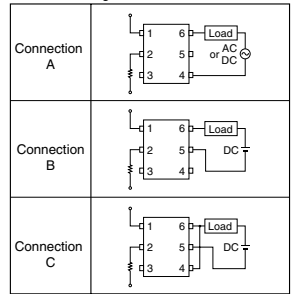 Connection
A
1 6 Load
2 5 or AC
DC
3 4
Connection
B
1 6 Load
2 5 DC
3 4
Connection
C
1 6 Load
2 5 DC
3 4